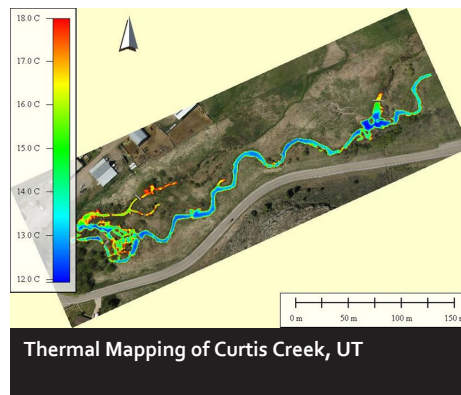 18.0 C
17.0 C
16.0 C
15.0 C
14.0 C
13.0 C
12.0 C
0 m 50 m 100 m 150 m
Thermal Mapping of Curtis Creek, UT